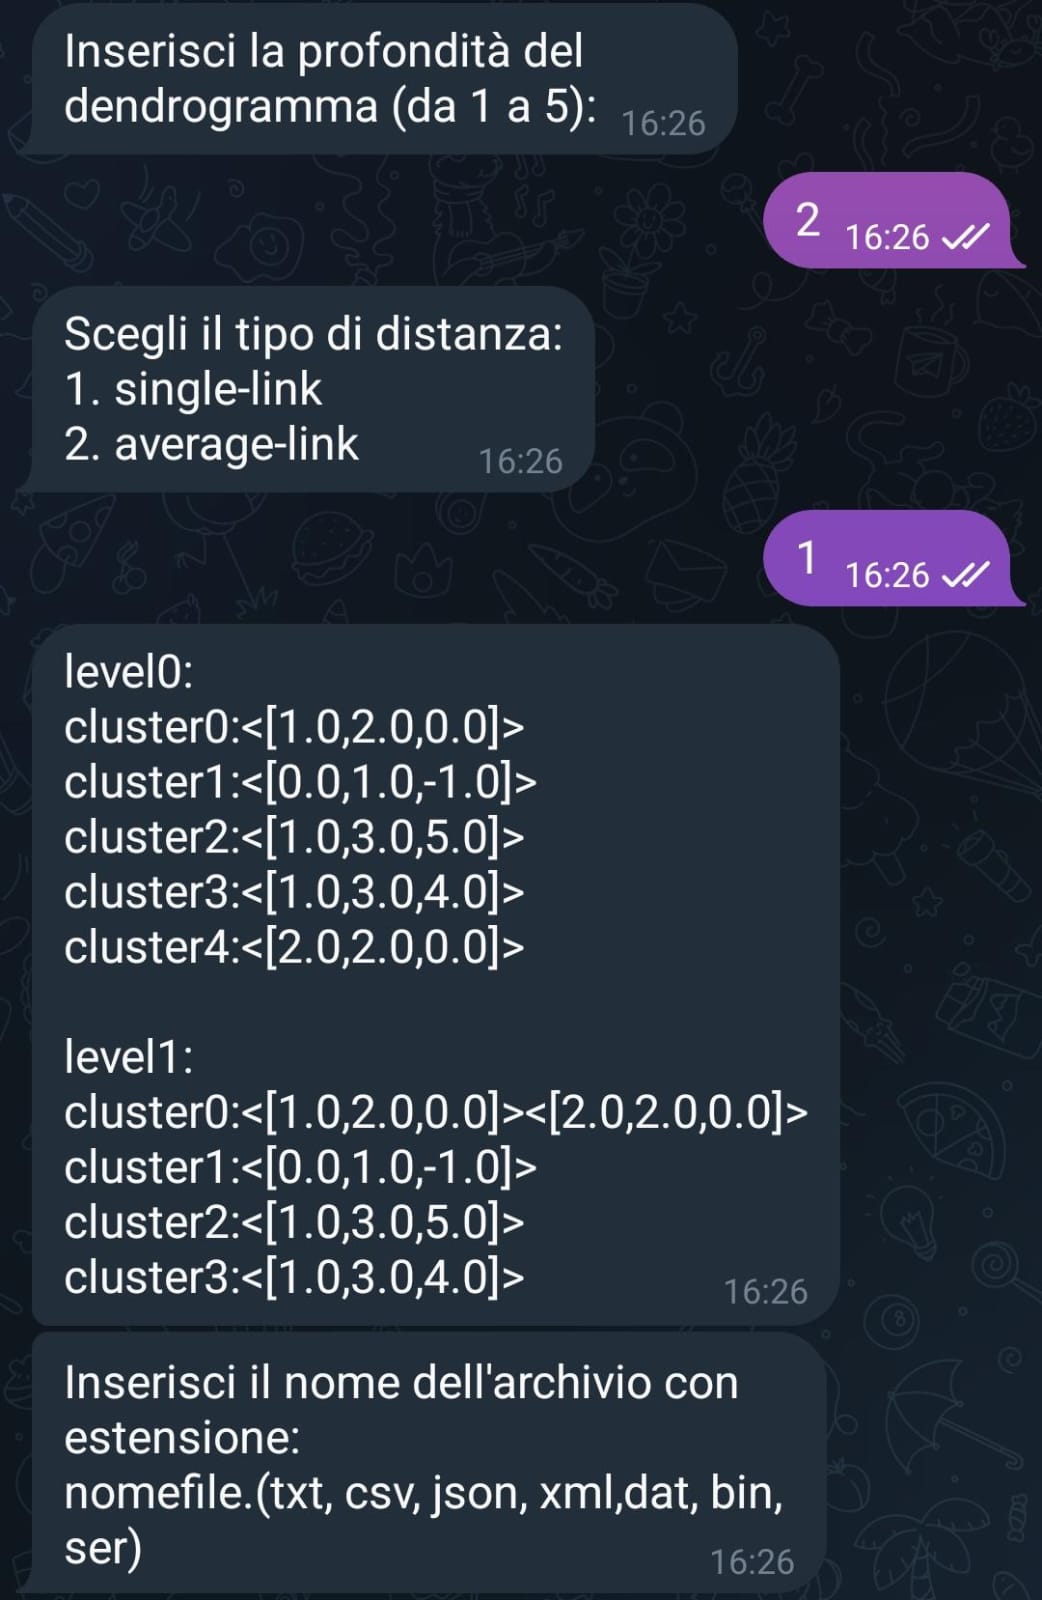 Inserisci la profondità del
dendrogramma (da 1 a 5): 16:26
2 16:26
Scegli il tipo di distanza:
1. single-link
2. average-link 16:26
1 16:26
level0:
cluster0:<[1.0,2.0,0.0]>
cluster1:<[0.0,1.0,-1.0]>
cluster2:<[1.0,3.0,5.0]>
cluster3:<[1.0,3.0,4.0]>
cluster4:<[2.0,2.0,0.0]>

level1:
cluster0:<[1.0,2.0,0.0]><[2.0,2.0,0.0]>
cluster1:<[0.0,1.0,-1.0]>
cluster2:<[1.0,3.0,5.0]>
cluster3:<[1.0,3.0,4.0]> 16:26
Inserisci il nome dell'archivio con
estensione:
nomefile.(txt, csv, json, xml,dat, bin,
ser) 16:26